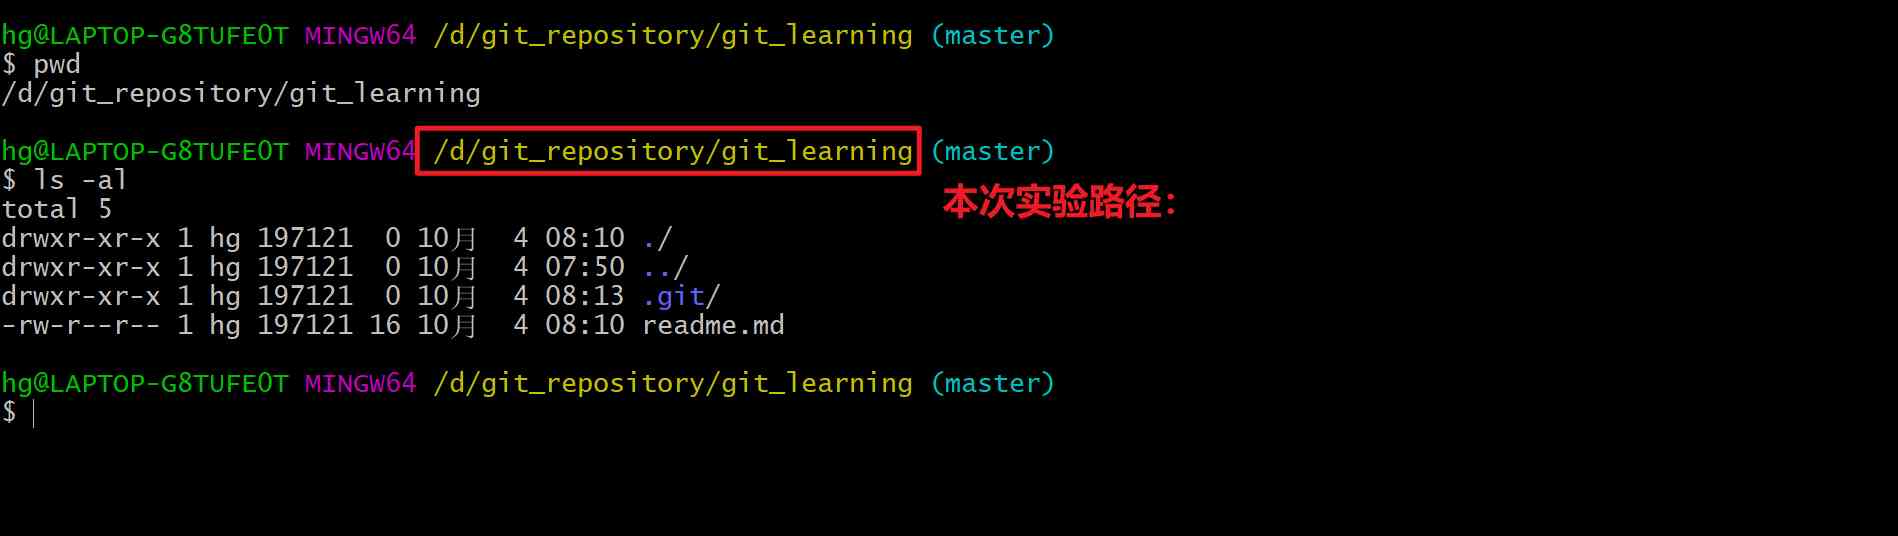 hg@LAPTOP-G8TUFE0T MINGW64 /d/git_repository/git_learning (master)
$ pwd
/d/git_repository/git_learning
hg@LAPTOP-G8TUFE0T MINGW64 /d/git_repository/git_learning (master)
$ ls -al
本次实验路径:
total 5
drwxr-xr-x 1 hg 197121  0 10月  4 08:10 ./
drwxr-xr-x 1 hg 197121  0 10月  4 07:50 ../
drwxr-xr-x 1 hg 197121  0 10月  4 08:13 .git/
-rw-r--r-- 1 hg 197121 16 10月  4 08:10 readme.md
hg@LAPTOP-G8TUFE0T MINGW64 /d/git_repository/git_learning (master)
$